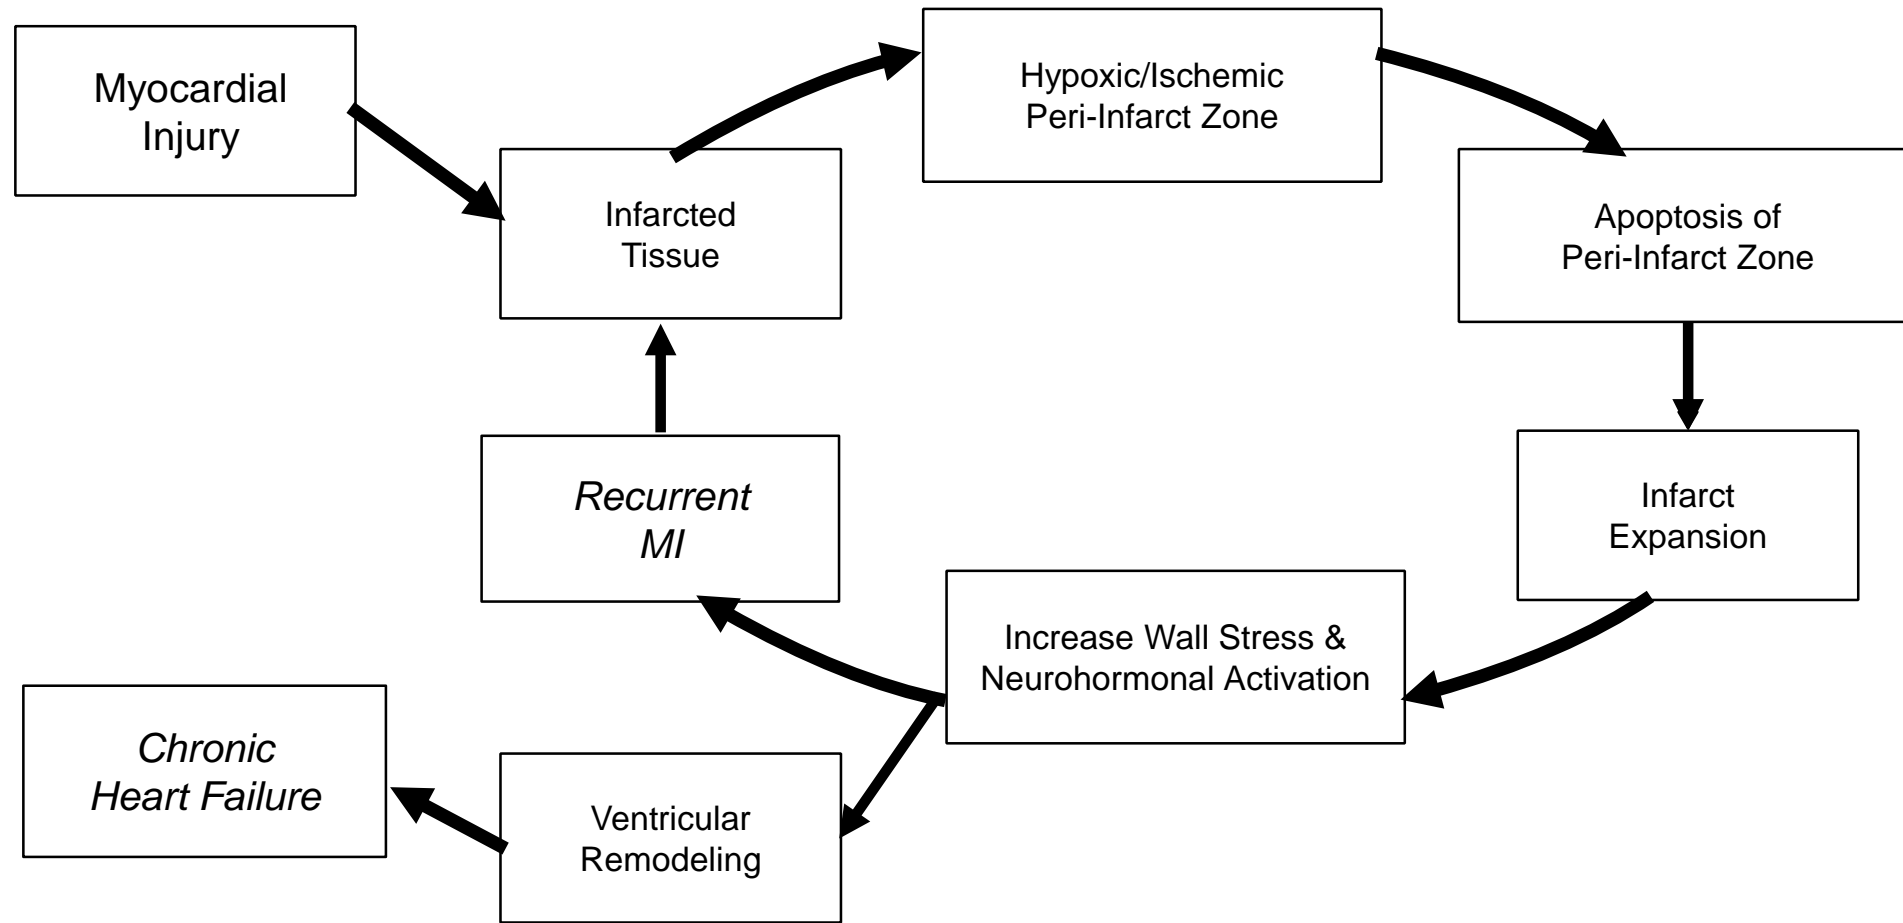 Myocardial
Injury
Infarcted
Tissue
Hypoxic/Ischemic
Peri-Infarct Zone
Apoptosis of
Peri-Infarct Zone
Infarct
Expansion
Increase Wall Stress &
Neurohormonal Activation
Recurrent
MI
Ventricular
Remodeling
Chronic
Heart Failure